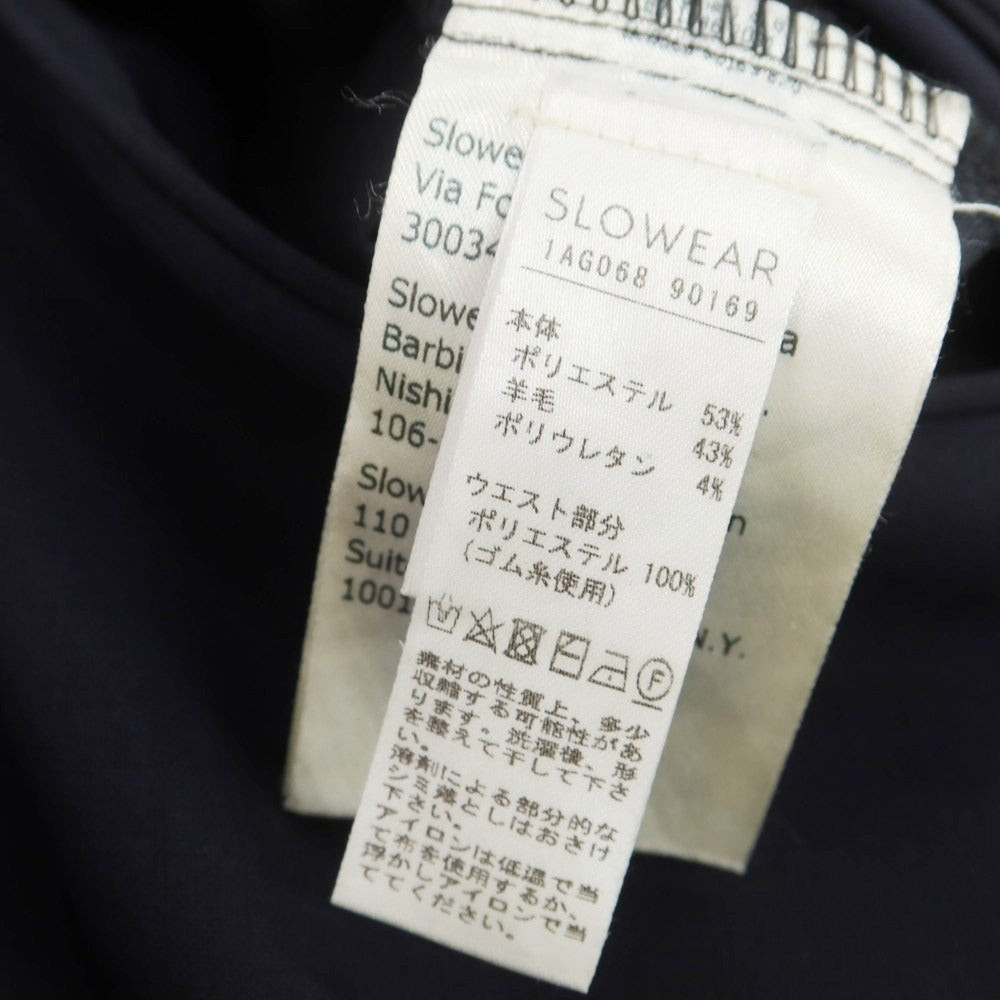 Slowe
Via Fo
30034
Slowe
Barbi
Nishi
106-
Slow
110
Suit
1001
a
n
N.Y.
SLOWEAR
1AG068 90169
本体
ポリエステル 53%
羊毛 43%
ポリウレタン 4%
ウエスト部分
ポリエステル 100%
(ゴム糸使用)
F
素材の性質上、多少
収縮する可能性があ
ります。洗濯後、形
を整えて干して下さ
い。
溶剤による部分的な
シミ落としはおさけ
下さい。
アイロンは低温で当
て布を使用するか、
浮かしアイロンで当
ててください。